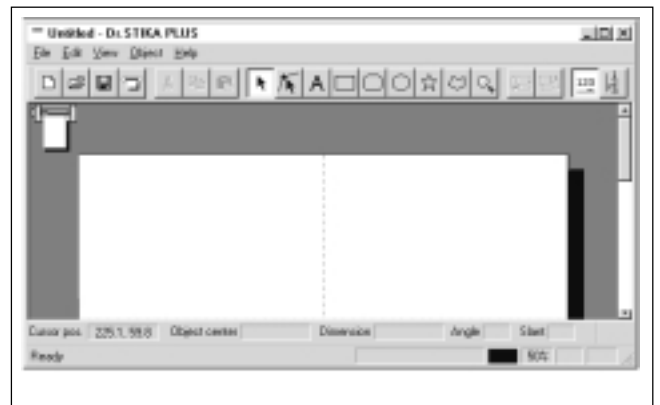 Untitled - Dr.STIKA PLUS
File Edit View Object Help
A 123
Cursor pos. 225.1, 59.8 Object center Dimension Angle Slant
Ready 50%